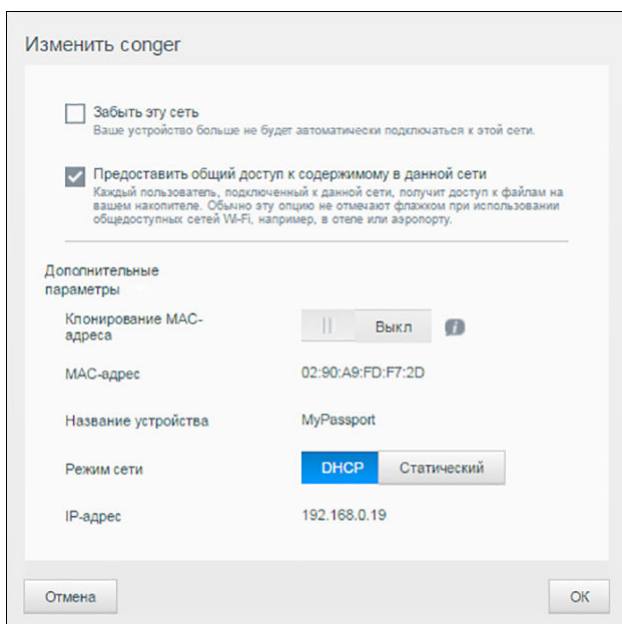 Изменить conger
Забыть эту сеть
Ваше устройство больше не будет автоматически подключаться к этой сети.
Предоставить общий доступ к содержимому в данной сети
Каждый пользователь, подключенный к данной сети, получит доступ к файлам на
вашем накопителе. Обычно эту опцию не отмечают флажком при использовании
общедоступных сетей Wi-Fi, например, в отеле или аэропорту.
Дополнительные
параметры
Клонирование MAC-
адреса
Выкл
MAC-адрес
02:90:A9:FD:F7:2D
Название устройства
MyPassport
Режим сети
DHCP
Статический
IP-адрес
192.168.0.19
Отмена
OK